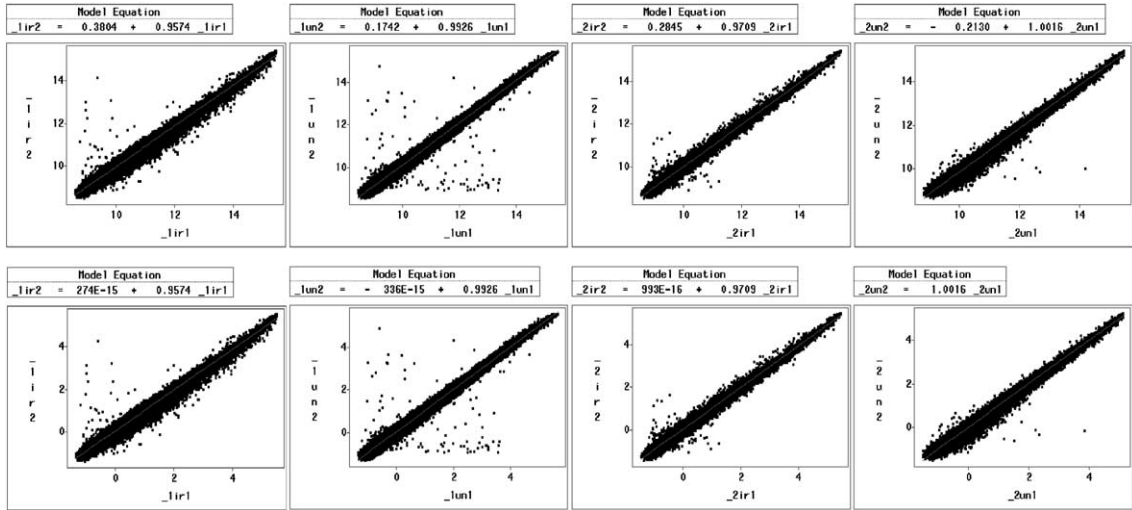 Model Equation
_1ir2 = 0.3804 + 0.9574 _1ir1
Model Equation
_1un2 = 0.1742 + 0.9926 _1un1
Model Equation
_2ir2 = 0.2845 + 0.9709 _2ir1
Model Equation
_2un2 = - 0.2130 + 1.0016 _2un1
_1ir2
14
12
10
10 12 14
_1ir1
_1un2
14
12
10
10 12 14
_1un1
_2ir2
14
12
10
10 12 14
_2ir1
_2un2
14
12
10
10 12 14
_2un1
Model Equation
_1ir2 = 274E-15 + 0.9574 _1ir1
Model Equation
_1un2 = - 336E-15 + 0.9926 _1un1
Model Equation
_2ir2 = 993E-16 + 0.9709 _2ir1
Model Equation
_2un2 = 1.0016 _2un1
_1ir2
4
2
0
0 2 4
_1ir1
_1un2
4
2
0
0 2 4
_1un1
_2ir2
4
2
0
0 2 4
_2ir1
_2un2
4
2
0
0 2 4
_2un1